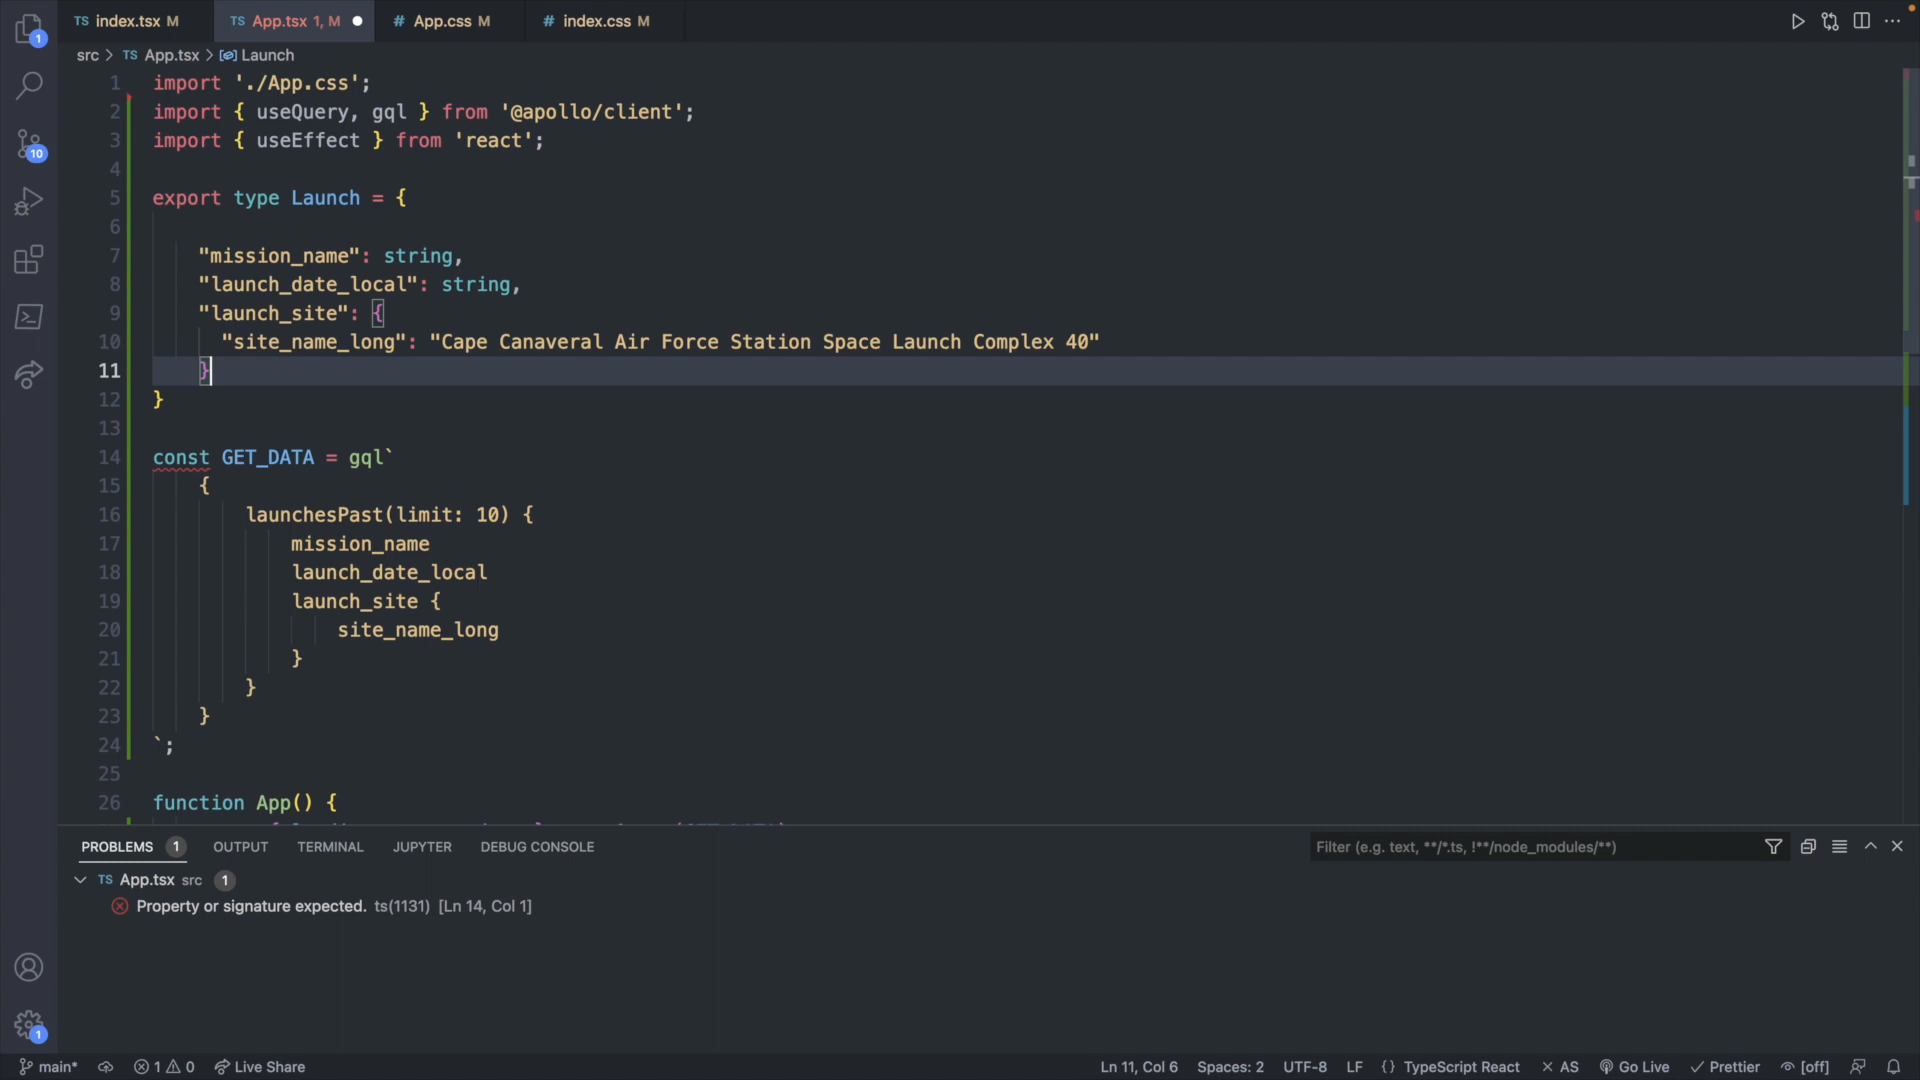 TS index.tsx M
TS App.tsx 1, M
# App.css M
# index.css M
src > TS App.tsx > Launch
1 import './App.css';
2 import { useQuery, gql } from '@apollo/client';
3 import { useEffect } from 'react';
4
5 export type Launch = {
6
7 "mission_name": string,
8 "launch_date_local": string,
9 "launch_site": {
10 "site_name_long": "Cape Canaveral Air Force Station Space Launch Complex 40"
11 }
12 }
13
14 const GET_DATA = gql`
15 {
16 launchesPast(limit: 10) {
17 mission_name
18 launch_date_local
19 launch_site {
20 site_name_long
21 }
22 }
23 }
24 `;
25
26 function App() {
1
10
1
PROBLEMS 1 OUTPUT TERMINAL JUPYTER DEBUG CONSOLE
Filter (e.g. text, **/*.ts, !**/node_modules/**)
TS App.tsx src 1
Property or signature expected. ts(1131) [Ln 14, Col 1]
main* 1 0 Live Share
Ln 11, Col 6 Spaces: 2 UTF-8 LF {} TypeScript React × AS Go Live ✓ Prettier [off]